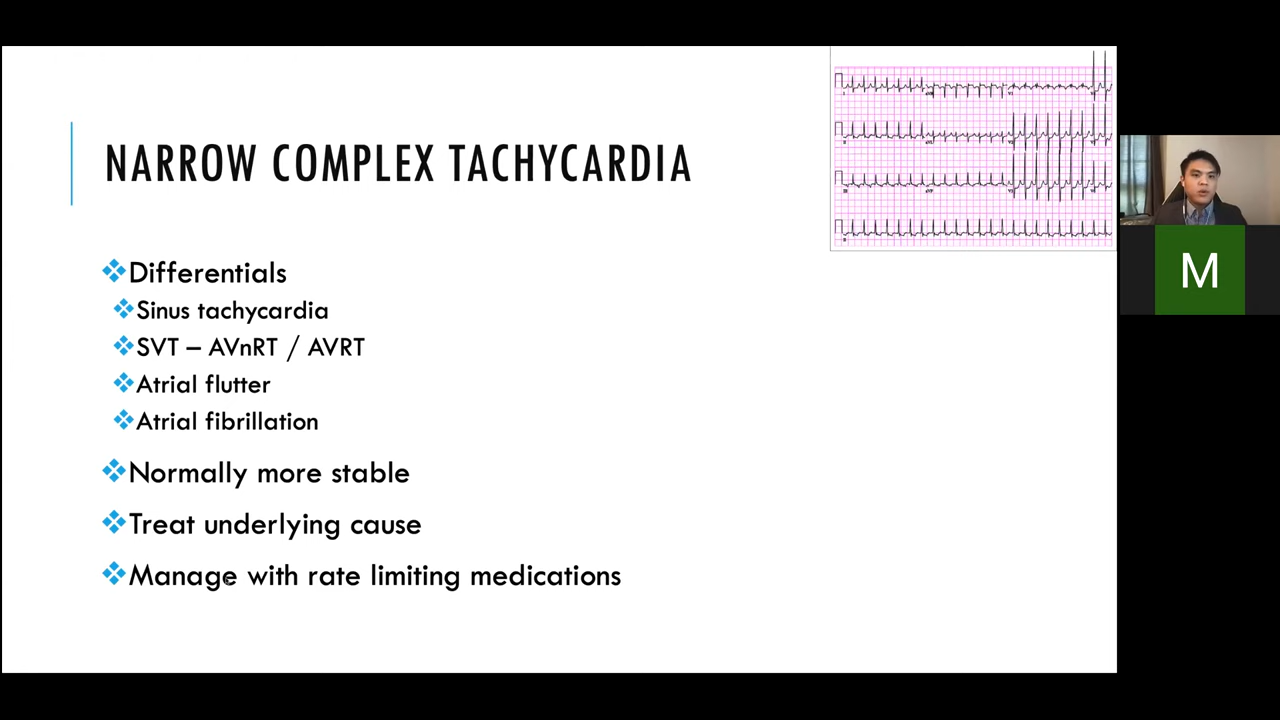 NARROW COMPLEX TACHYCARDIA
Differentials
Sinus tachycardia
SVT – AVnRT / AVRT
Atrial flutter
Atrial fibrillation
Normally more stable
Treat underlying cause
Manage with rate limiting medications
M